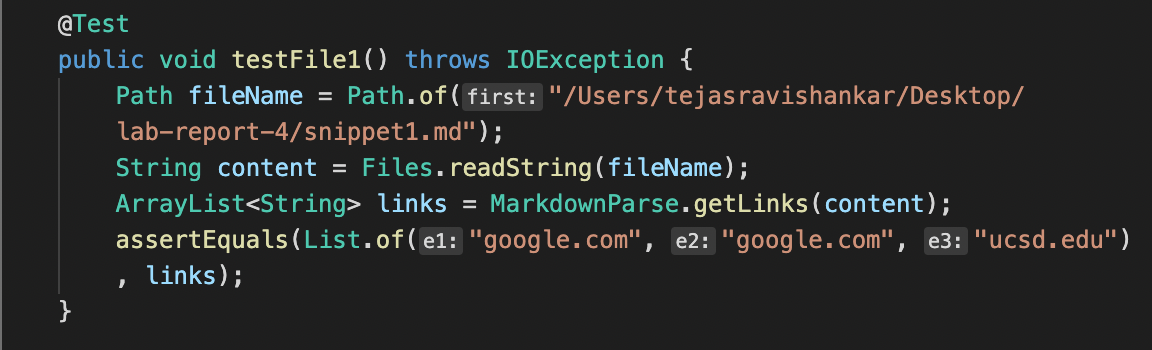 @Test
public void testFile1() throws IOException {
Path fileName = Path.of(first: "/Users/tejasravishankar/Desktop/
lab-report-4/snippet1.md");
String content = Files.readString(fileName);
ArrayList<String> links = MarkdownParse.getLinks(content);
assertEquals(List.of(e1: "google.com", e2: "google.com", e3: "ucsd.edu")
, links);
}